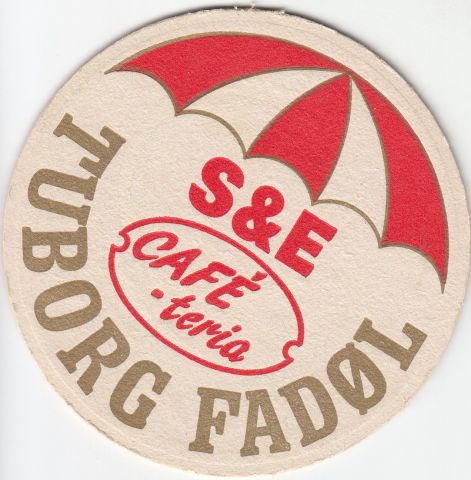 S&E
CAFÉ
-teria
TUBORG FADØL